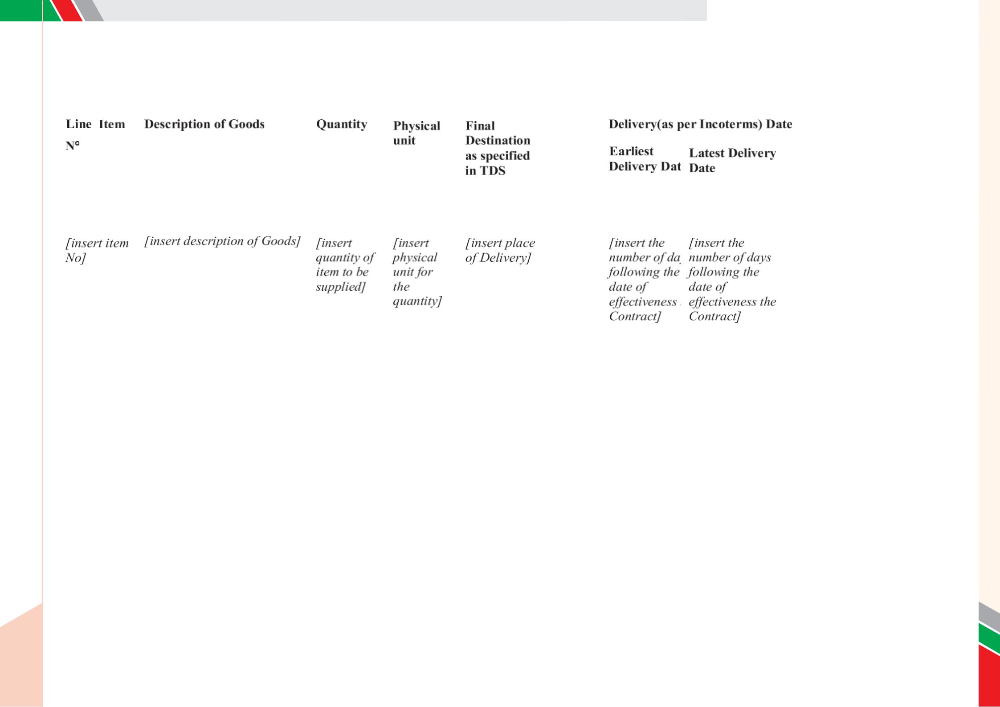 Line Item
N°
Description of Goods
Quantity
Physical
unit
Final
Destination
as specified
in TDS
Delivery(as per Incoterms) Date
Earliest
Delivery Dat
Latest Delivery
Date
[insert item
No]
[insert description of Goods]
[insert
quantity of
item to be
supplied]
[insert
physical
unit for
the
quantity]
[insert place
of Delivery]
[insert the
number of da
following the
date of
effectiveness
Contract]
[insert the
number of days
following the
date of
effectiveness the
Contract]